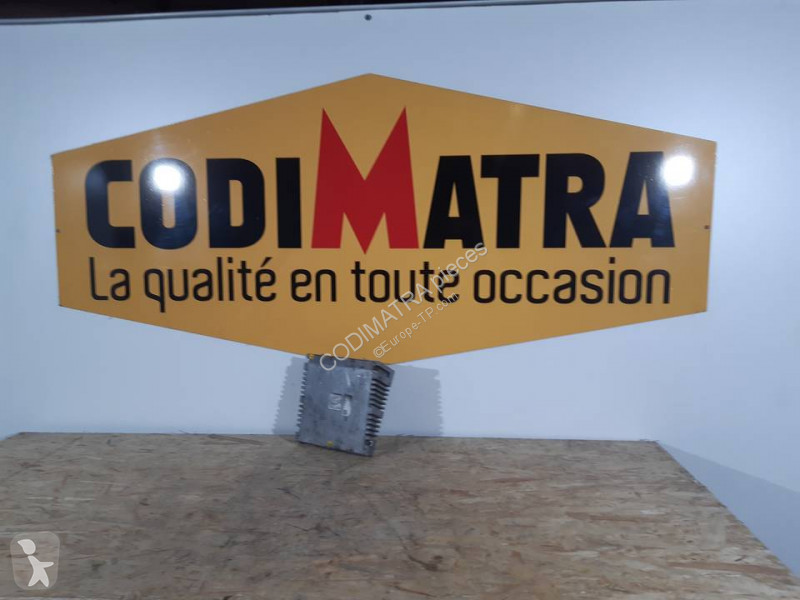 CODIMATRA
La qualité en toute occasion
CODIMATRA pieces
©Europe-TP.com